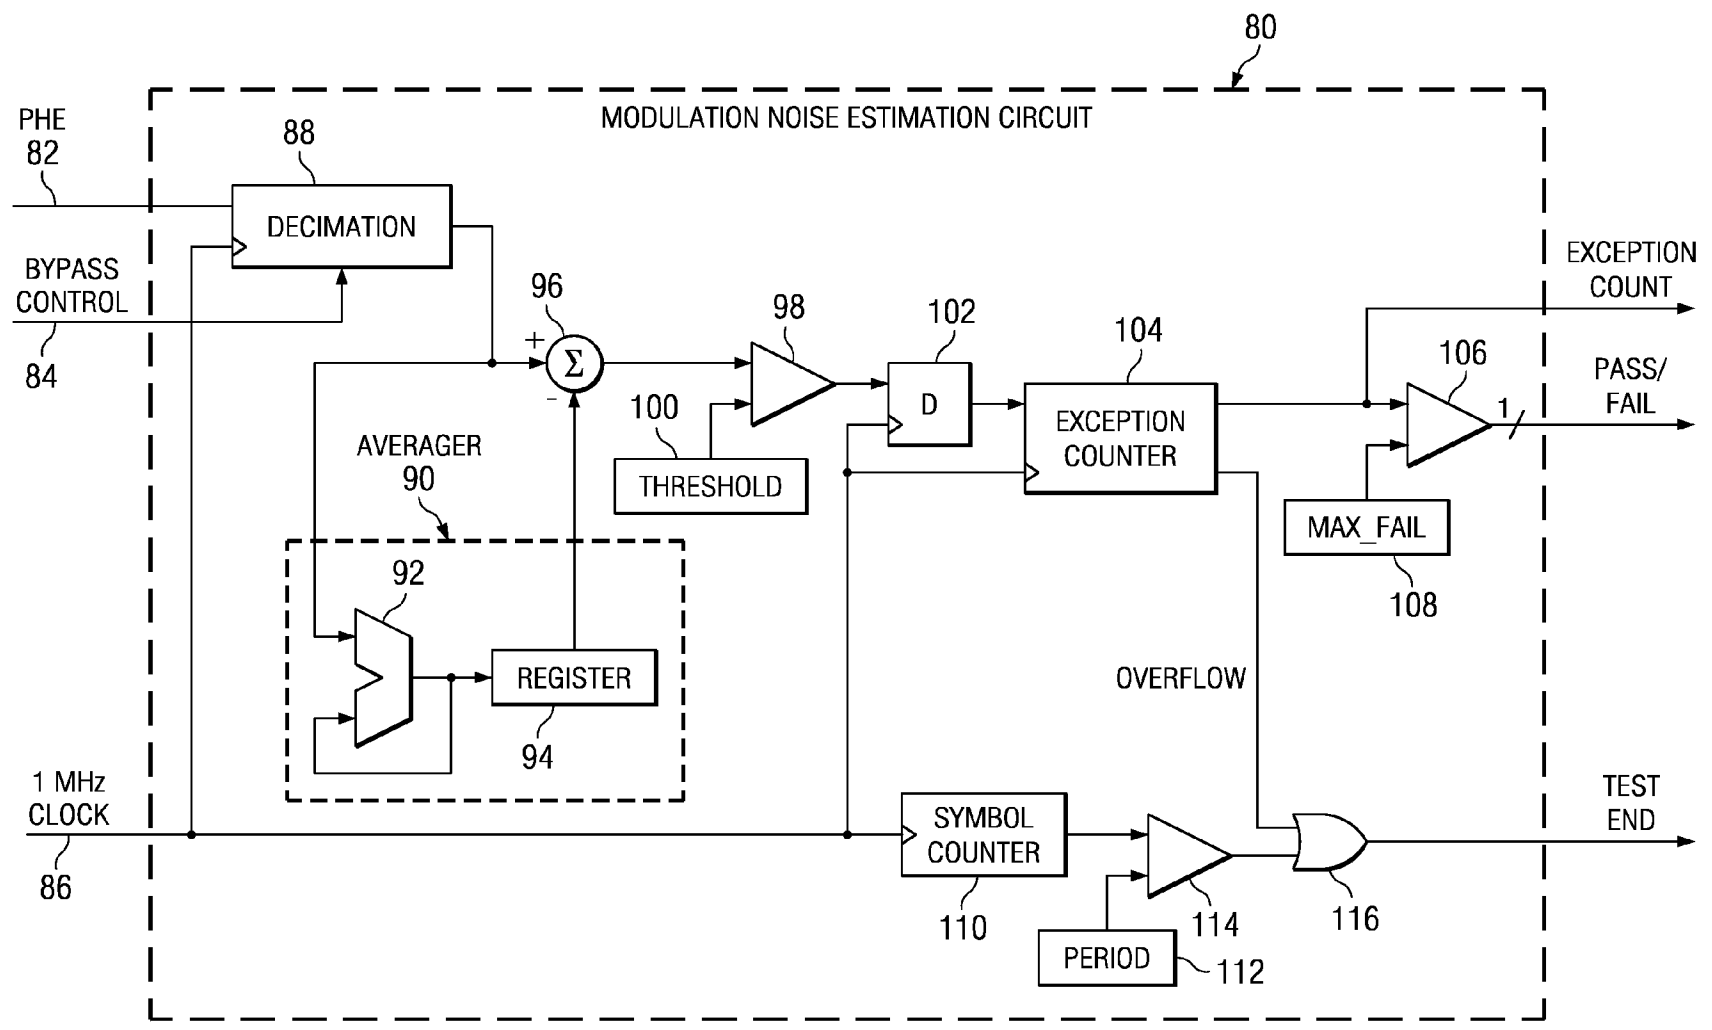 80
MODULATION NOISE ESTIMATION CIRCUIT
PHE
82
88
DECIMATION
BYPASS
CONTROL
84
96
+
Σ
-
98
100
THRESHOLD
102
D
104
EXCEPTION
COUNTER
106
1
EXCEPTION
COUNT
PASS/
FAIL
MAX_FAIL
108
AVERAGER
90
92
REGISTER
94
OVERFLOW
1 MHz
CLOCK
86
SYMBOL
COUNTER
110
114
PERIOD
112
116
TEST
END